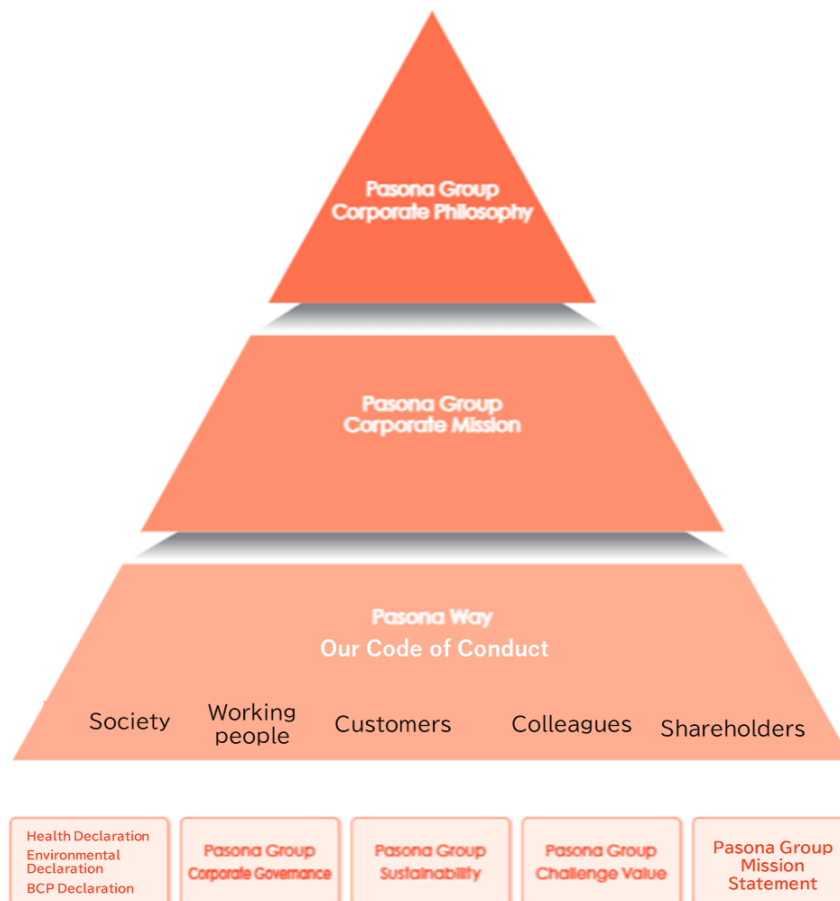 Pasona Group
Corporate Philosophy
Pasona Group
Corporate Mission
Pasona Way
Our Code of Conduct
Society
Working
people
Customers
Colleagues
Shareholders
Health Declaration
Environmental
Declaration
BCP Declaration
Pasona Group
Corporate Governance
Pasona Group
Sustainability
Pasona Group
Challenge Value
Pasona Group
Mission
Statement